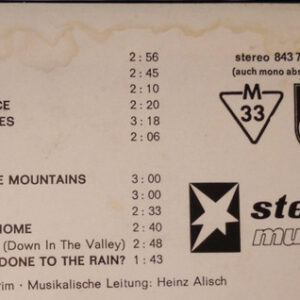 2 : 56
2 : 45
2 : 10
CE 2 : 20
ES 3 : 18
2 : 06
stereo 843 7
(auch mono abs
M
33
E MOUNTAINS 3 : 00
3 : 00
2 : 33
HOME 2 : 40
(Down In The Valley) 2 : 48
DONE TO THE RAIN? 1 : 43
ste
mu
rim · Musikalische Leitung: Heinz Alisch